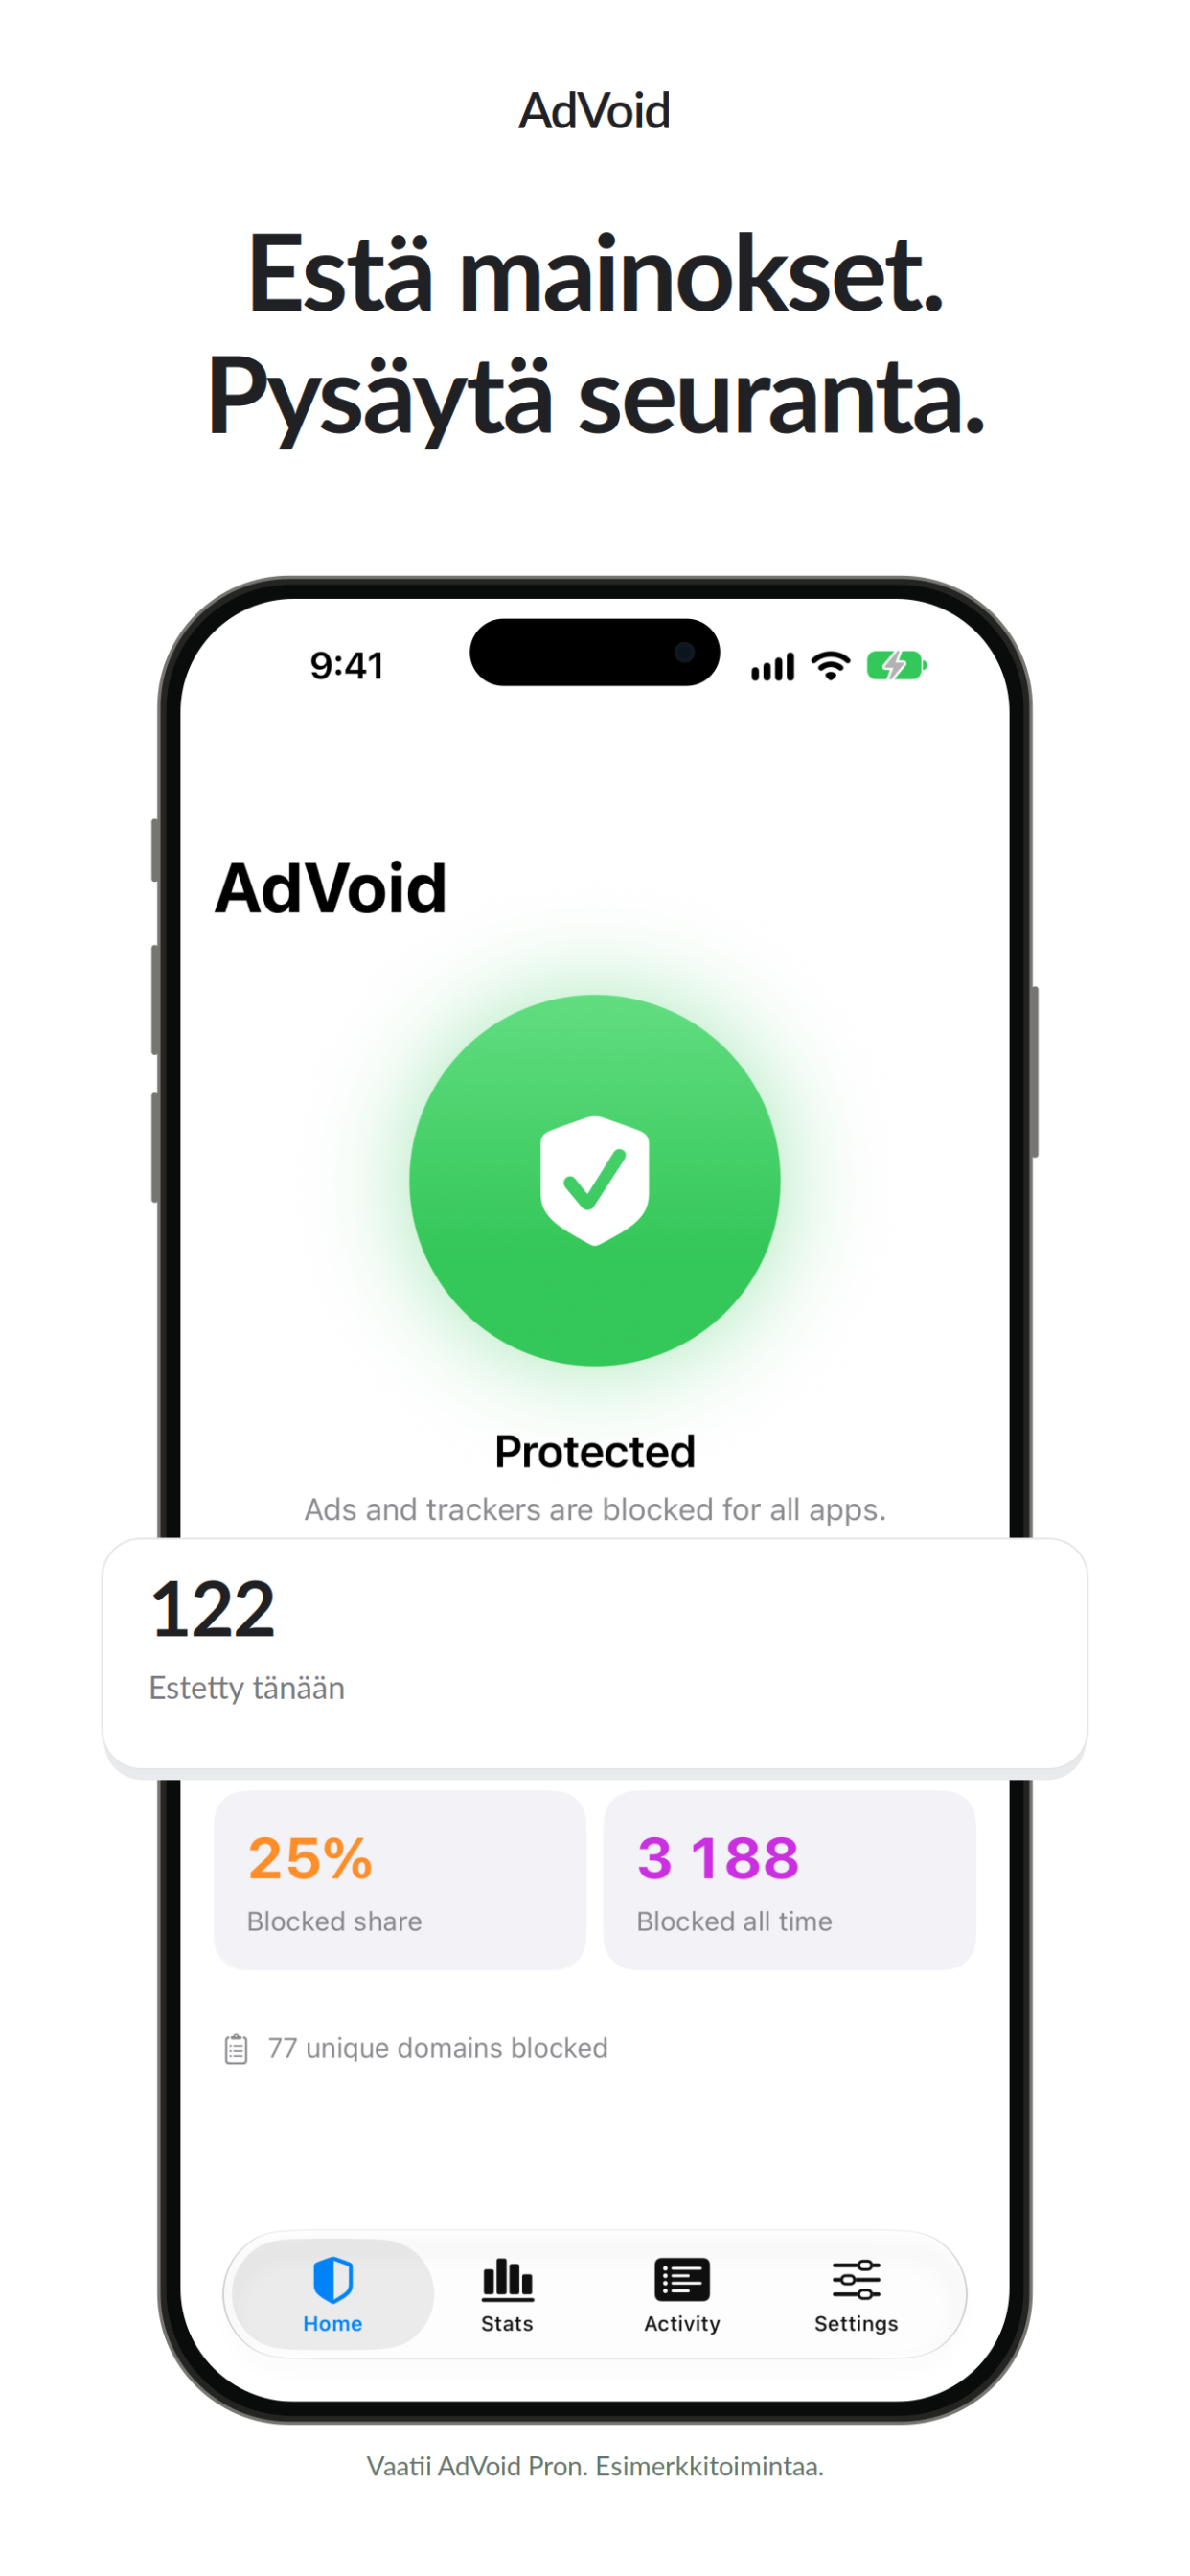 AdVoid
Estä mainokset.
Pysäytä seuranta.
9:41
AdVoid
Protected
Ads and trackers are blocked for all apps.
122
Estetty tänään
25%
Blocked share
3 188
Blocked all time
77 unique domains blocked
Home
Stats
Activity
Settings
Vaatii AdVoid Pron. Esimerkkitoimintaa.